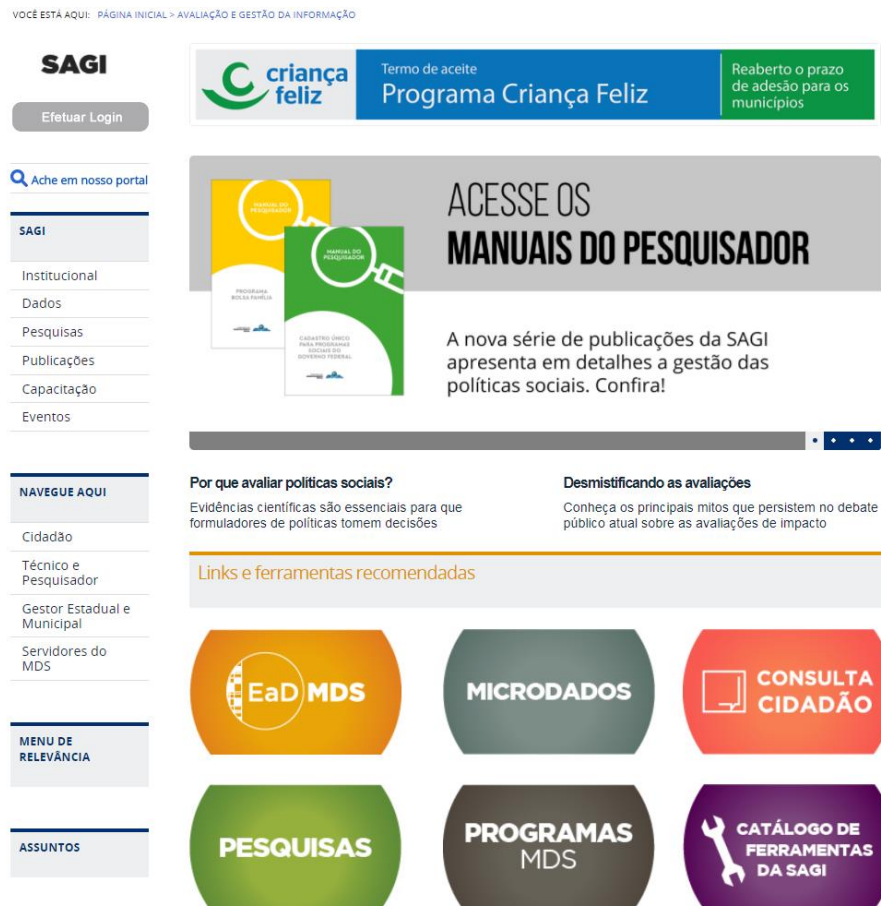 VOCÊ ESTÁ AQUI: PÁGINA INICIAL > AVALIAÇÃO E GESTÃO DA INFORMAÇÃO
SAGI
Efetuar Login
Ache em nosso portal
SAGI
Institucional
Dados
Pesquisas
Publicações
Capacitação
Eventos
NAVEGUE AQUI
Cidadão
Técnico e
Pesquisador
Gestor Estadual e
Municipal
Servidores do
MDS
MENU DE
RELEVÂNCIA
ASSUNTOS
criança
feliz
Termo de aceite
Programa Criança Feliz
Reaberto o prazo
de adesão para os
municípios
MANUAL DO
PESQUISADOR
PROGRAMA
BOLSA FAMÍLIA
MANUAL DO
PESQUISADOR
CADASTRO ÚNICO
PARA PROGRAMAS
SOCIAIS DO
GOVERNO FEDERAL
ACESSE OS
MANUAIS DO PESQUISADOR
A nova série de publicações da SAGI
apresenta em detalhes a gestão das
políticas sociais. Confira!
Por que avaliar políticas sociais?
Evidências científicas são essenciais para que
formuladores de políticas tomem decisões
Desmistificando as avaliações
Conheça os principais mitos que persistem no debate
público atual sobre as avaliações de impacto
Links e ferramentas recomendadas
EaD MDS
MICRODADOS
CONSULTA
CIDADÃO
PESQUISAS
PROGRAMAS
MDS
CATÁLOGO DE
FERRAMENTAS
DA SAGI